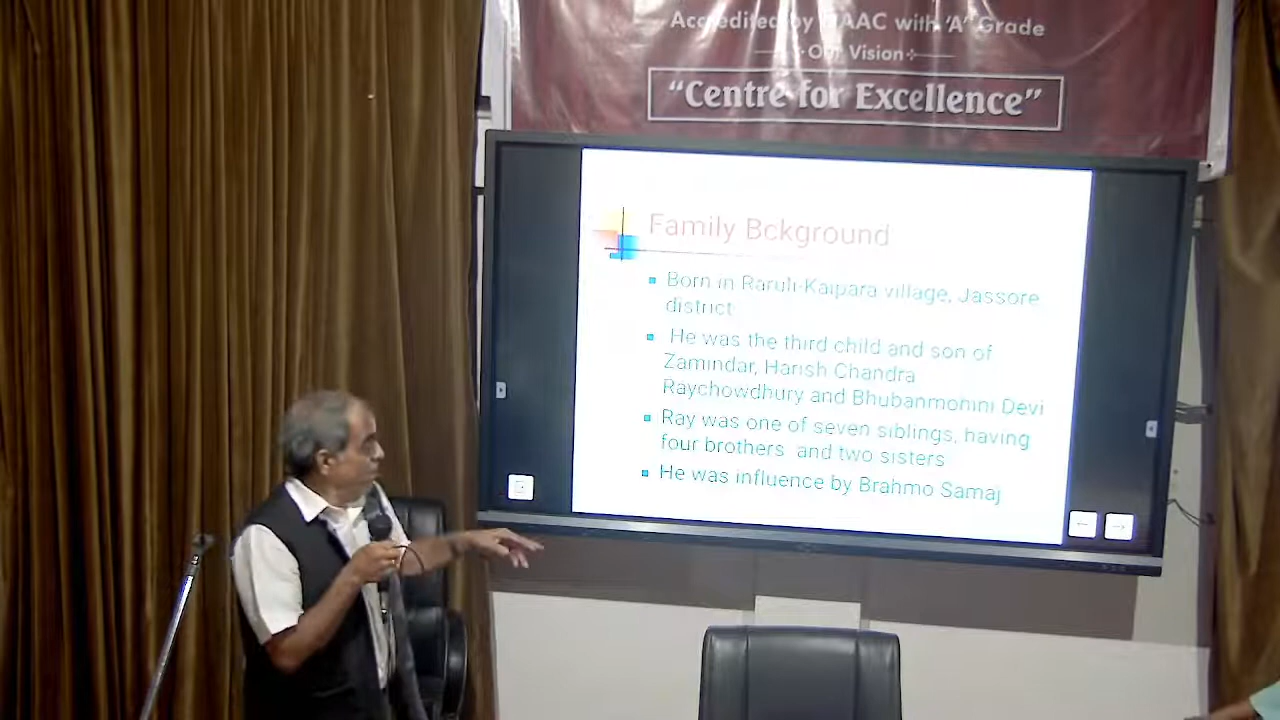 Accredited by NAAC with 'A' Grade
Our Vision
"Centre for Excellence"
Family Bckground
Born in Raruli-Kaipara village, Jassore
district
He was the third child and son of
Zamindar, Harish Chandra
Raychowdhury and Bhubanmohini Devi
Ray was one of seven siblings, having
four brothers and two sisters
He was influence by Brahmo Samaj